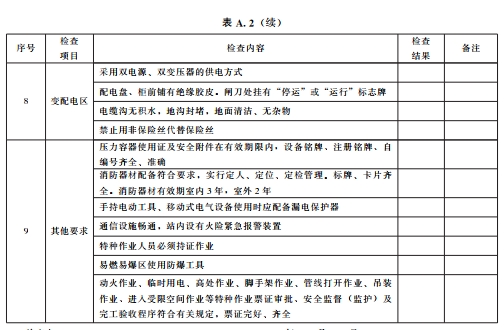 表 A.2（续）
序号 检查项目 检查内容 检查结果 备注
8 变配电区
采用双电源、双变压器的供电方式
配电盘、柜前铺有绝缘胶皮。闸刀处挂有“停运”或“运行”标志牌
电缆沟无积水，地沟封堵，地面清洁、无杂物
禁止用非保险丝代替保险丝
9 其他要求
压力容器使用证及安全附件在有效期限内，设备铭牌、注册铭牌、自
编号齐全、准确
消防器材配备符合要求，实行定人、定位、定检管理。标牌、卡片齐
全。消防器材有效期室内 3 年，室外 2 年
手持电动工具、移动式电气设备使用时应配备漏电保护器
通信设施畅通，站内设有火险紧急报警装置
特种作业人员必须持证作业
易燃易爆区使用防爆工具
动火作业、临时用电、高处作业、脚手架作业、管线打开作业、吊装
作业、进入受限空间作业等特种作业票证审批、安全监督（监护）及
完工验收程序符合有关规定，票证完好、齐全